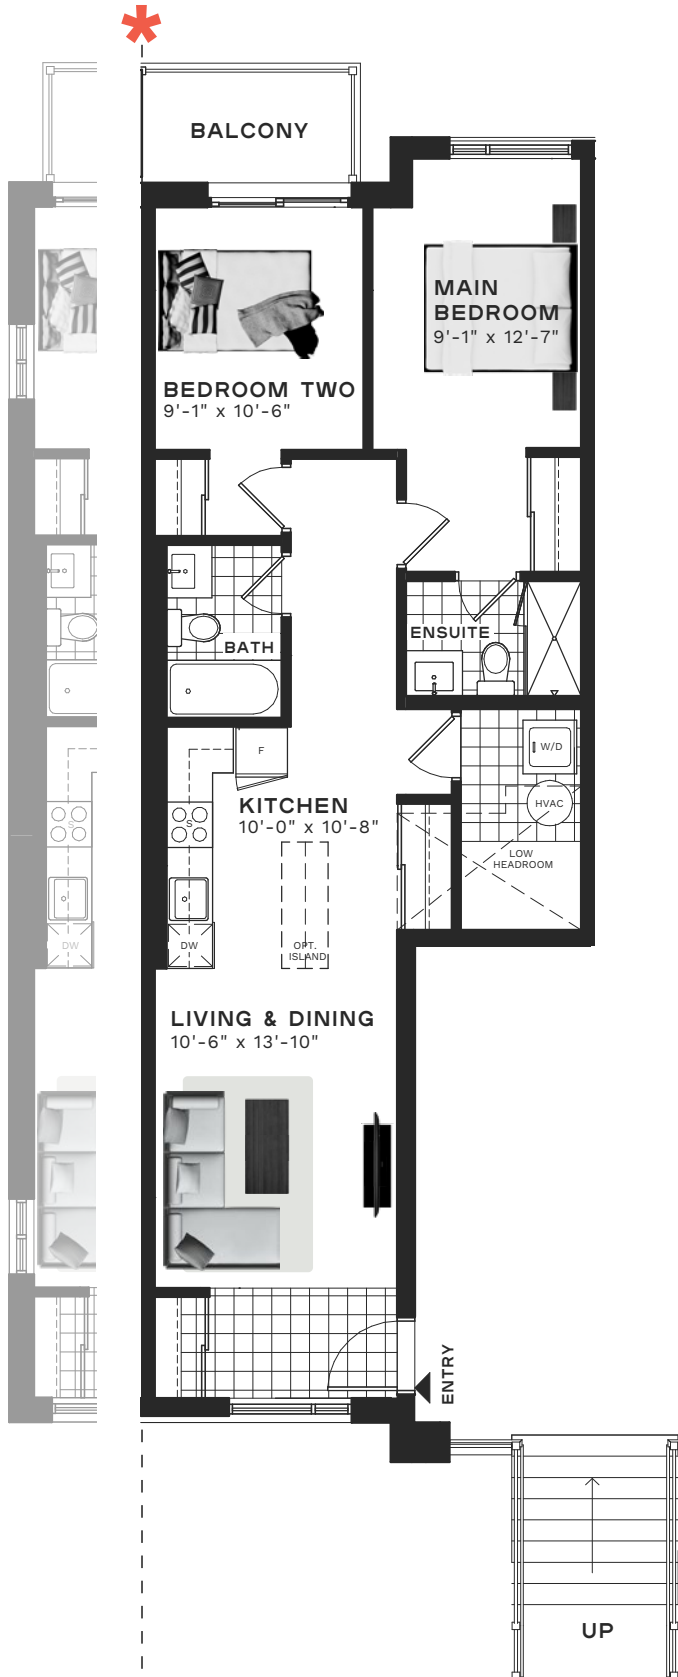 *
BALCONY
MAIN
BEDROOM
9'-1" x 12'-7"
BEDROOM TWO
9'-1" x 10'-6"
ENSUITE
BATH
F
W/D
KITCHEN
10'-0" x 10'-8"
HVAC
S
S
LOW
HEADROOM
DW
DW
OPT.
ISLAND
LIVING & DINING
10'-6" x 13'-10"
ENTRY
UP